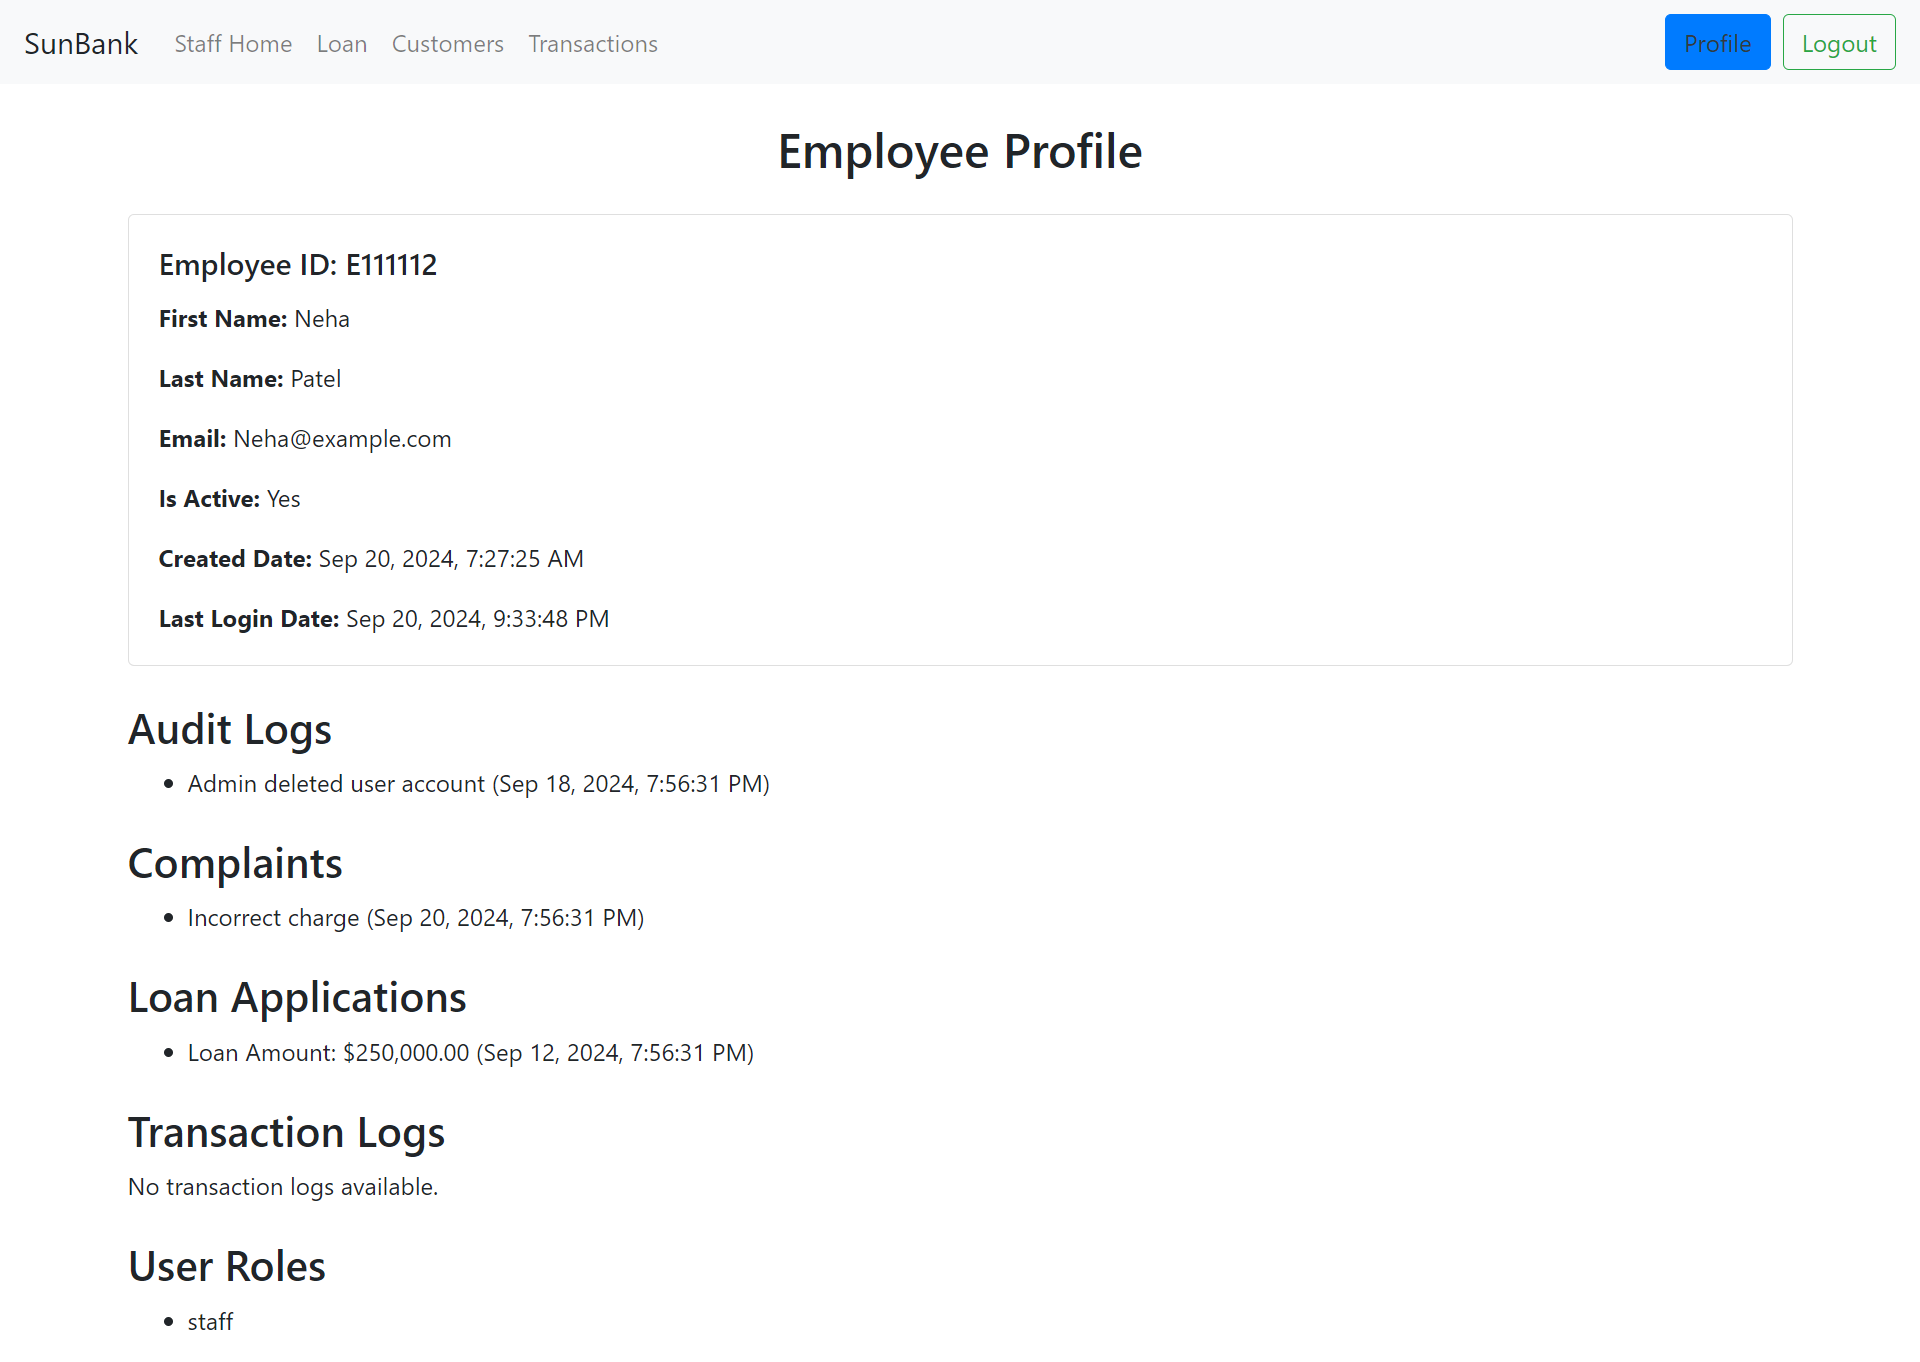 SunBank Staff Home Loan Customers Transactions Profile Logout
Employee Profile
Employee ID: E111112
First Name: Neha
Last Name: Patel
Email: Neha@example.com
Is Active: Yes
Created Date: Sep 20, 2024, 7:27:25 AM
Last Login Date: Sep 20, 2024, 9:33:48 PM
Audit Logs
• Admin deleted user account (Sep 18, 2024, 7:56:31 PM)
Complaints
• Incorrect charge (Sep 20, 2024, 7:56:31 PM)
Loan Applications
• Loan Amount: $250,000.00 (Sep 12, 2024, 7:56:31 PM)
Transaction Logs
No transaction logs available.
User Roles
• staff